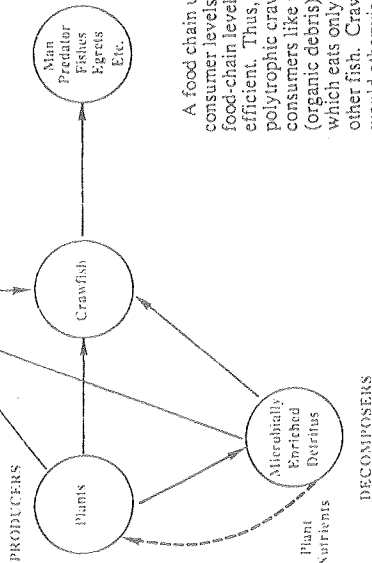 PRODUCERS
Plants
Crawfish
Man
Predator
Fishes
Egrets
Etc.
Microbially
Enriched
Detritus
Plant
Nutrients
DECOMPOSERS
A food chain
consumer levels
food-chain level
efficient. Thus,
polytrophic craw
consumers like
(organic debris)
which eats only
other fish. Craw